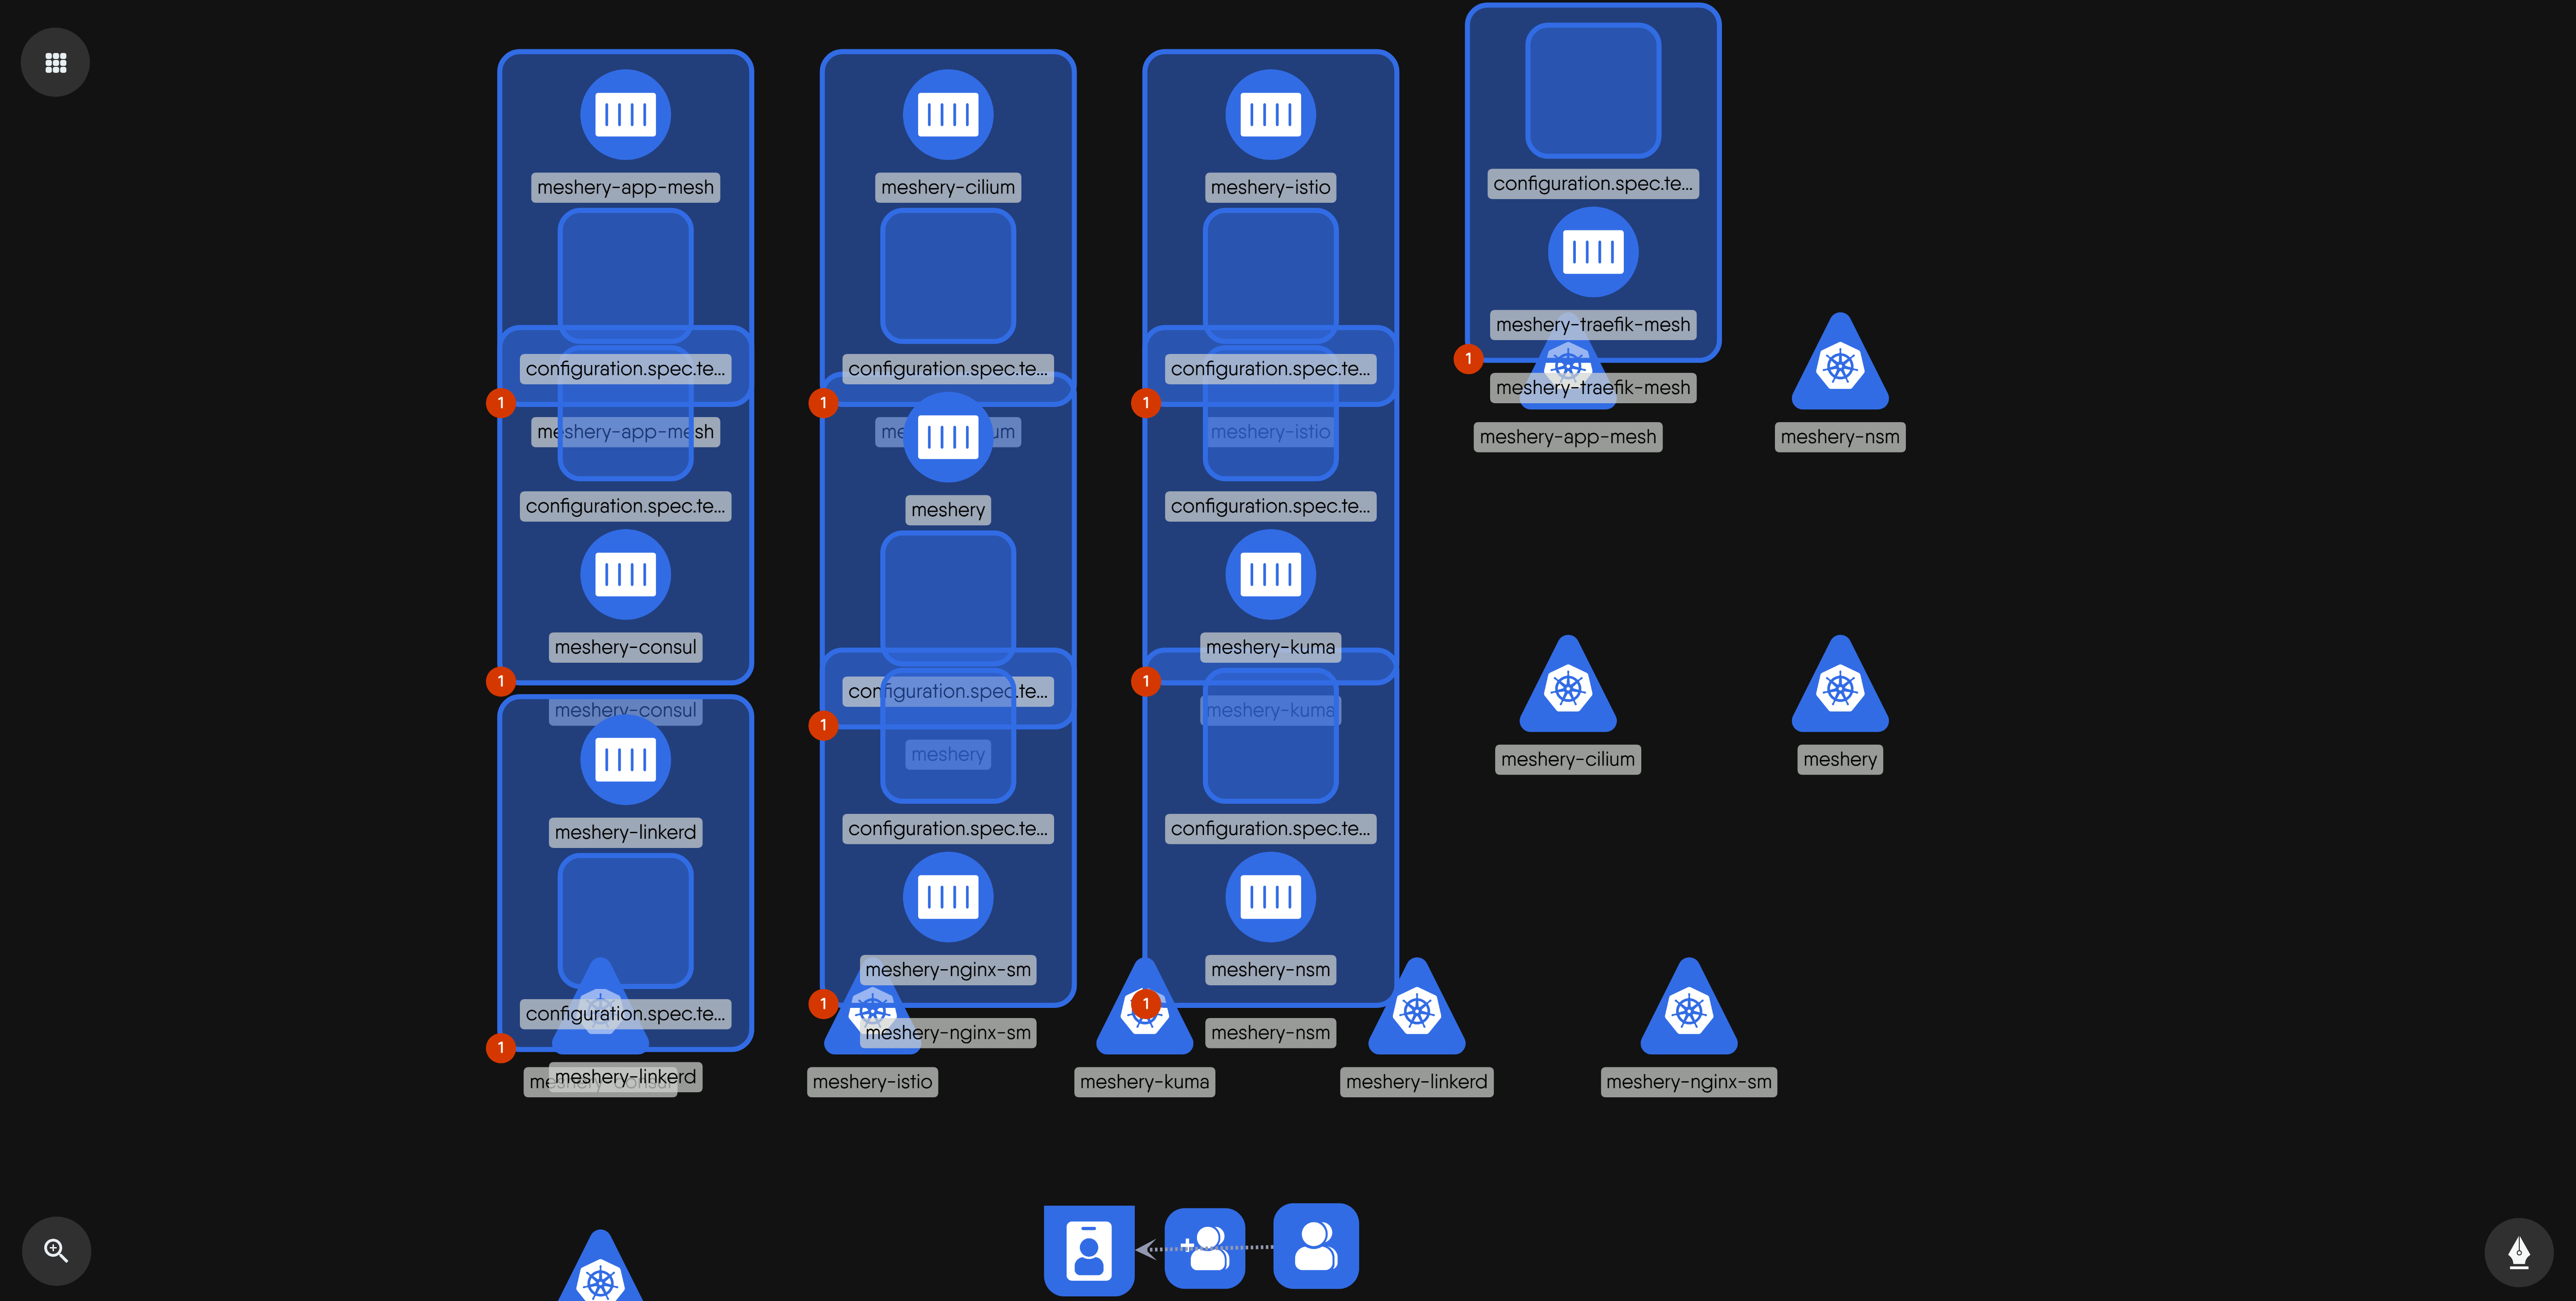 meshery-app-mesh
configuration.spec.te...
1
meshery-app-mesh
configuration.spec.te...
meshery-consul
1
meshery-consul
meshery-linkerd
configuration.spec.te...
1
meshery-linkerd
meshery-cilium
configuration.spec.te...
1
meshery
configuration.spec.te...
1
meshery
configuration.spec.te...
meshery-nginx-sm
1
meshery-nginx-sm
meshery-istio
meshery-istio
configuration.spec.te...
1
meshery-istio
configuration.spec.te...
meshery-kuma
1
meshery-kuma
configuration.spec.te...
meshery-nsm
1
meshery-nsm
meshery-kuma
configuration.spec.te...
meshery-traefik-mesh
1
meshery-traefik-mesh
meshery-app-mesh
meshery-nsm
meshery-cilium
meshery
meshery-linkerd
meshery-nginx-sm